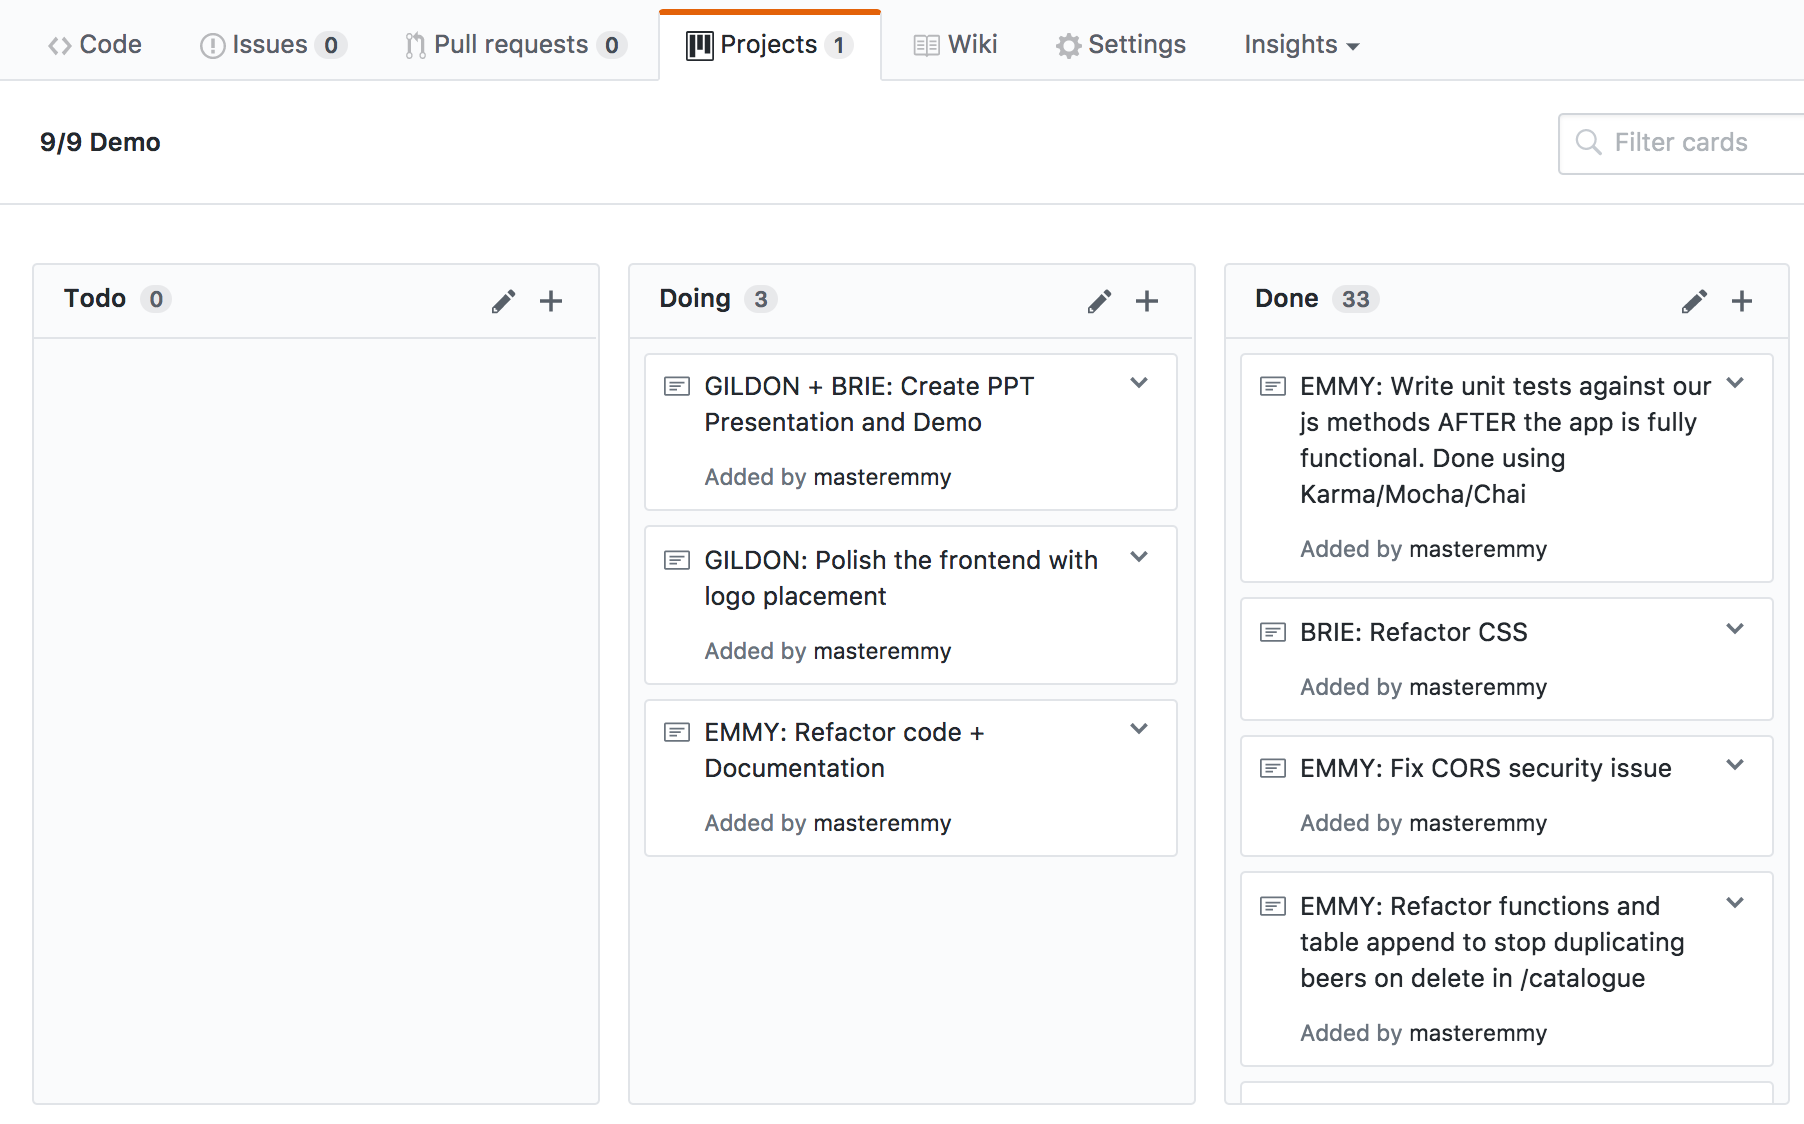 Code
Issues 0
Pull requests 0
Projects 1
Wiki
Settings
Insights
9/9 Demo
Filter cards
Todo 0
Doing 3
GILDON + BRIE: Create PPT
Presentation and Demo
Added by masteremmy
GILDON: Polish the frontend with
logo placement
Added by masteremmy
EMMY: Refactor code +
Documentation
Added by masteremmy
Done 33
EMMY: Write unit tests against our
js methods AFTER the app is fully
functional. Done using
Karma/Mocha/Chai
Added by masteremmy
BRIE: Refactor CSS
Added by masteremmy
EMMY: Fix CORS security issue
Added by masteremmy
EMMY: Refactor functions and
table append to stop duplicating
beers on delete in /catalogue
Added by masteremmy